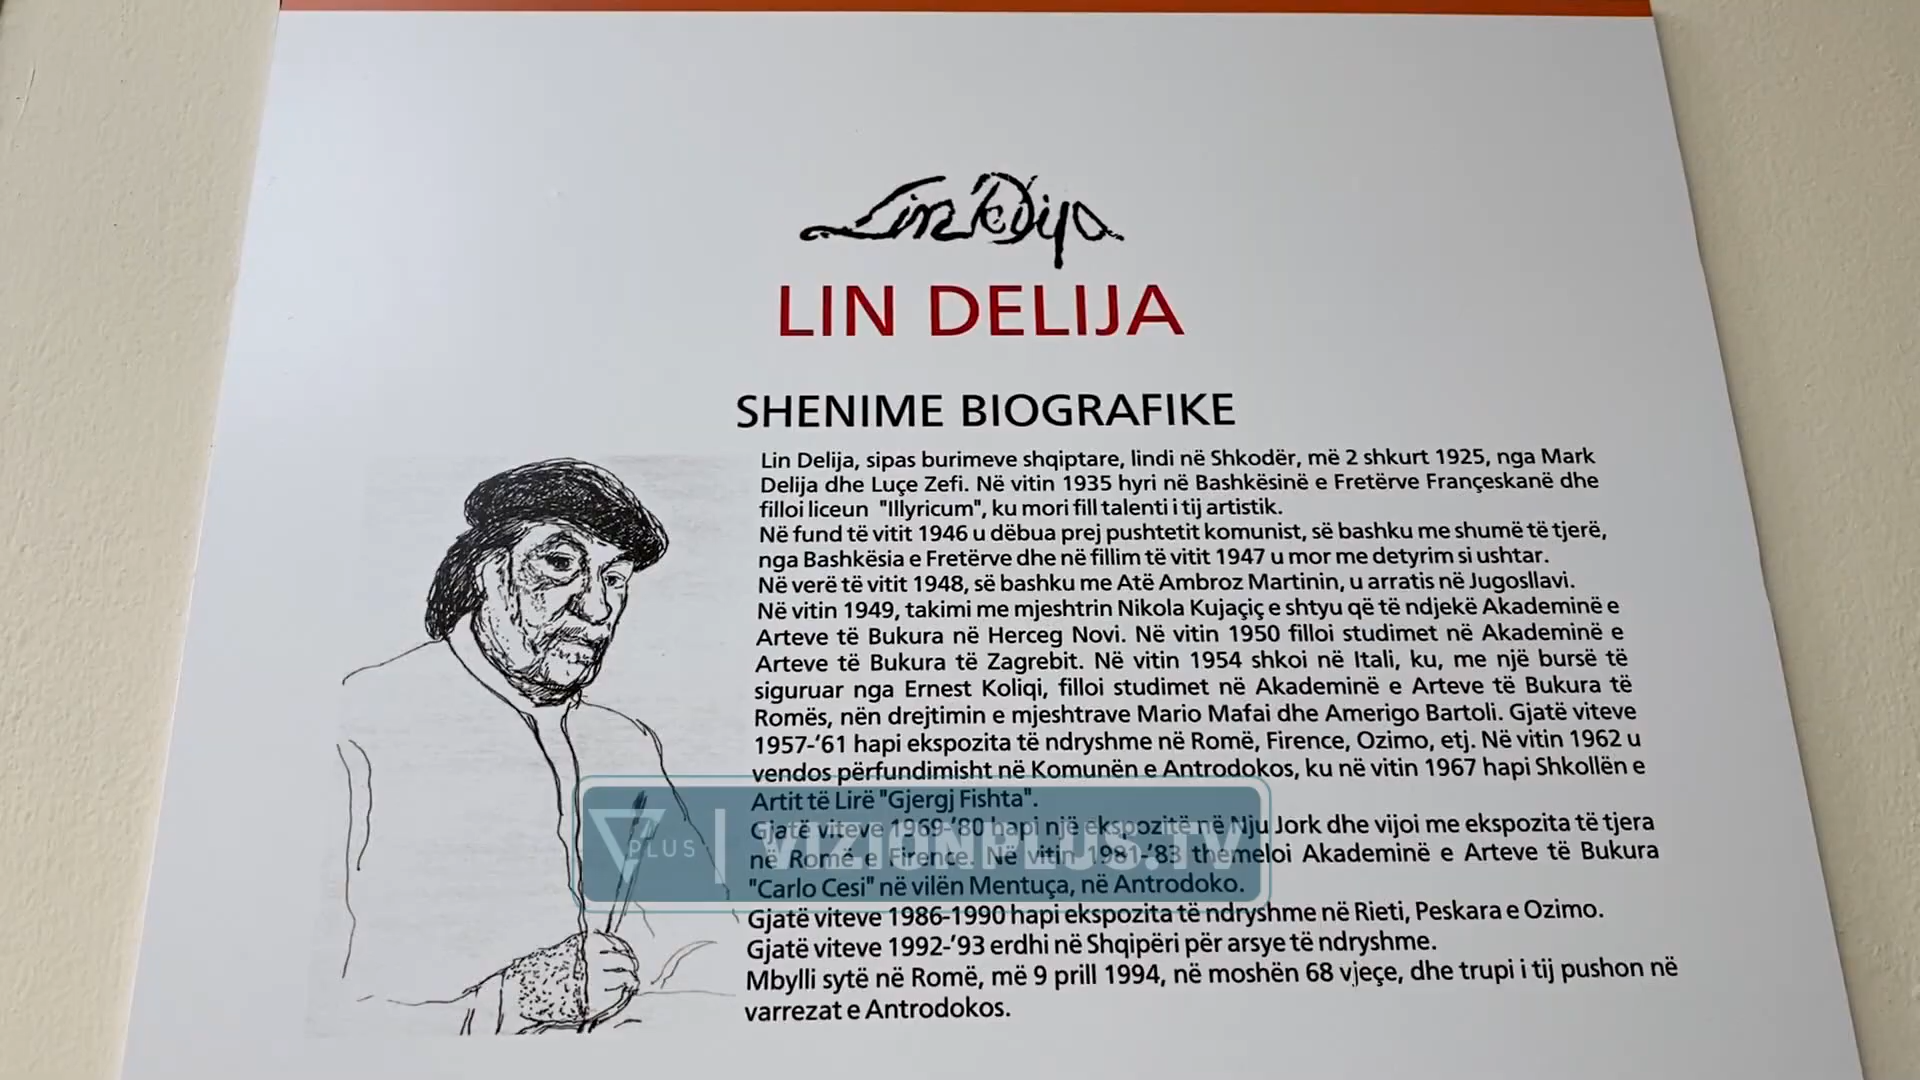 Lin Delija
LIN DELIJA
SHENIME BIOGRAFIKE
Lin Delija, sipas burimeve shqiptare, lindi në Shkodër, më 2 shkurt 1925, nga Mark
Delija dhe Luçe Zefi. Në vitin 1935 hyri në Bashkësinë e Fretërve Françeskanë dhe
filloi liceun "Illyricum", ku mori fill talenti i tij artistik.
Në fund të vitit 1946 u dëbua prej pushtetit komunist, së bashku me shumë të tjerë,
nga Bashkësia e Fretërve dhe në fillim të vitit 1947 u mor me detyrim si ushtar.
Në verë të vitit 1948, së bashku me Atë Ambroz Martinin, u arratis në Jugosllavi.
Në vitin 1949, takimi me mjeshtrin Nikola Kujaçiç e shtyu që të ndjekë Akademinë e
Arteve të Bukura në Herceg Novi. Në vitin 1950 filloi studimet në Akademinë e
Arteve të Bukura të Zagrebit. Në vitin 1954 shkoi në Itali, ku, me një bursë të
siguruar nga Ernest Koliqi, filloi studimet në Akademinë e Arteve të Bukura të
Romës, nën drejtimin e mjeshtrave Mario Mafai dhe Amerigo Bartoli. Gjatë viteve
1957-‘61 hapi ekspozita të ndryshme në Romë, Firence, Ozimo, etj. Në vitin 1962 u
vendos përfundimisht në Komunën e Antrodokos, ku në vitin 1967 hapi Shkollën e
Artit të Lirë "Gjergj Fishta".
Gjatë viteve 1969-’80 hapi një ekspozitë në Nju Jork dhe vijoi me ekspozita të tjera
në Romë e Firence. Në vitin 1981-’83 themeloi Akademinë e Arteve të Bukura
"Carlo Cesi" në vilën Mentuça, në Antrodoko.
Gjatë viteve 1986-1990 hapi ekspozita të ndryshme në Rieti, Peskara e Ozimo.
Gjatë viteve 1992-’93 erdhi në Shqipëri për arsye të ndryshme.
Mbylli sytë në Romë, më 9 prill 1994, në moshën 68 vjeçe, dhe trupi i tij pushon në
varrezat e Antrodokos.
PLUS | VIZIONPLUS.TV